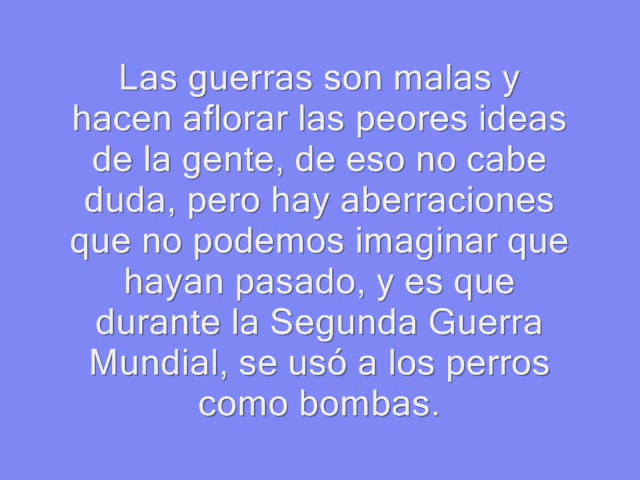 Las guerras son malas y
hacen aflorar las peores ideas
de la gente, de eso no cabe
duda, pero hay aberraciones
que no podemos imaginar que
hayan pasado, y es que
durante la Segunda Guerra
Mundial, se usó a los perros
como bombas.